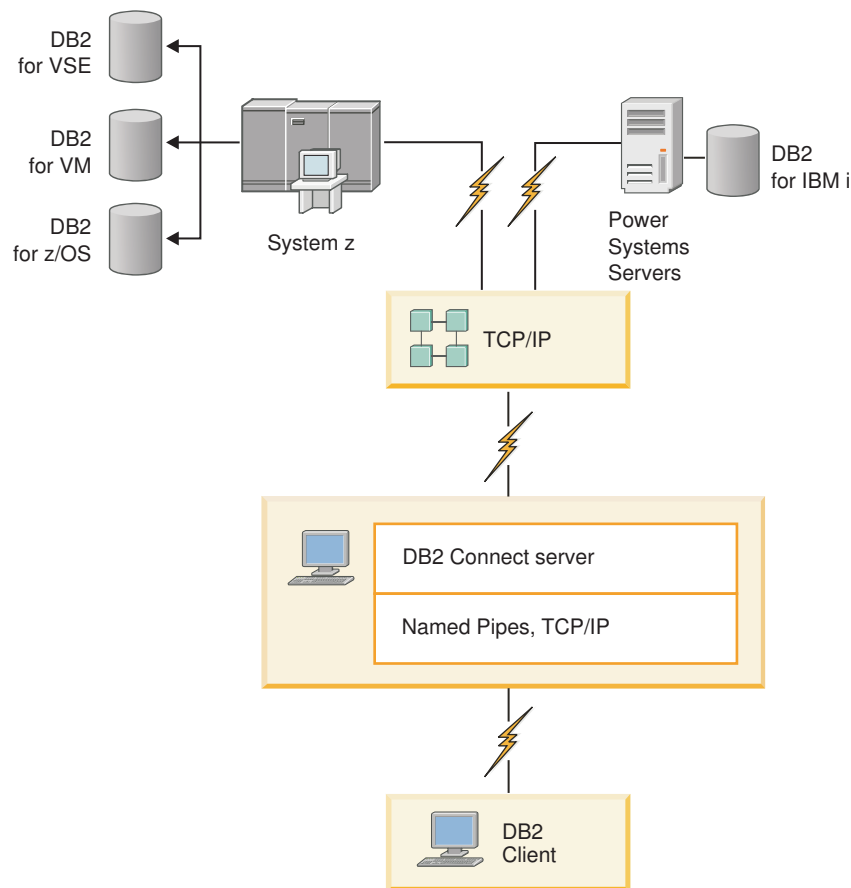 DB2
for VSE
DB2
for VM
DB2
for z/OS
System z
Power
Systems
Servers
DB2
for IBM i
TCP/IP
DB2 Connect server
Named Pipes, TCP/IP
DB2
Client